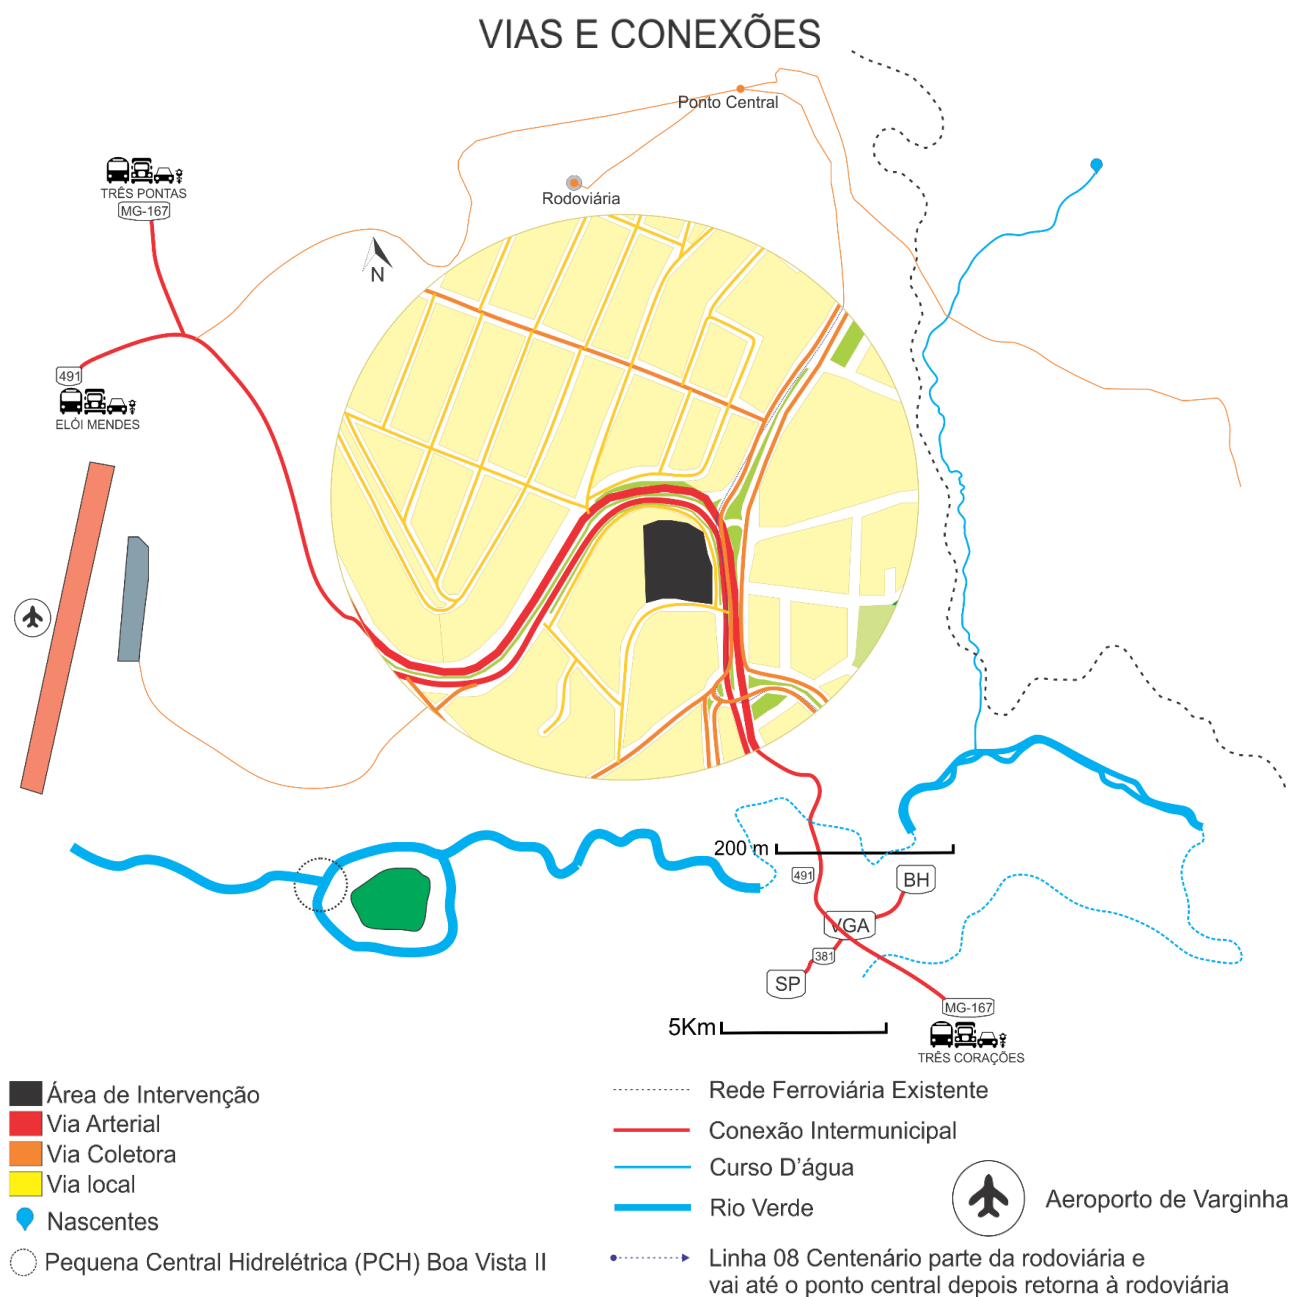 VIAS E CONEXÕES
Ponto Central
Rodoviária
TRÊS PONTAS
MG-167
N
491
ELÓI MENDES
200 m
491
BH
VGA
381
SP
MG-167
5Km
TRÊS CORAÇÕES
Área de Intervenção
Via Arterial
Via Coletora
Via local
Nascentes
Pequena Central Hidrelétrica (PCH) Boa Vista II
Rede Ferroviária Existente
Conexão Intermunicipal
Curso D'água
Rio Verde
Aeroporto de Varginha
Linha 08 Centenário parte da rodoviária e
vai até o ponto central depois retorna à rodoviária